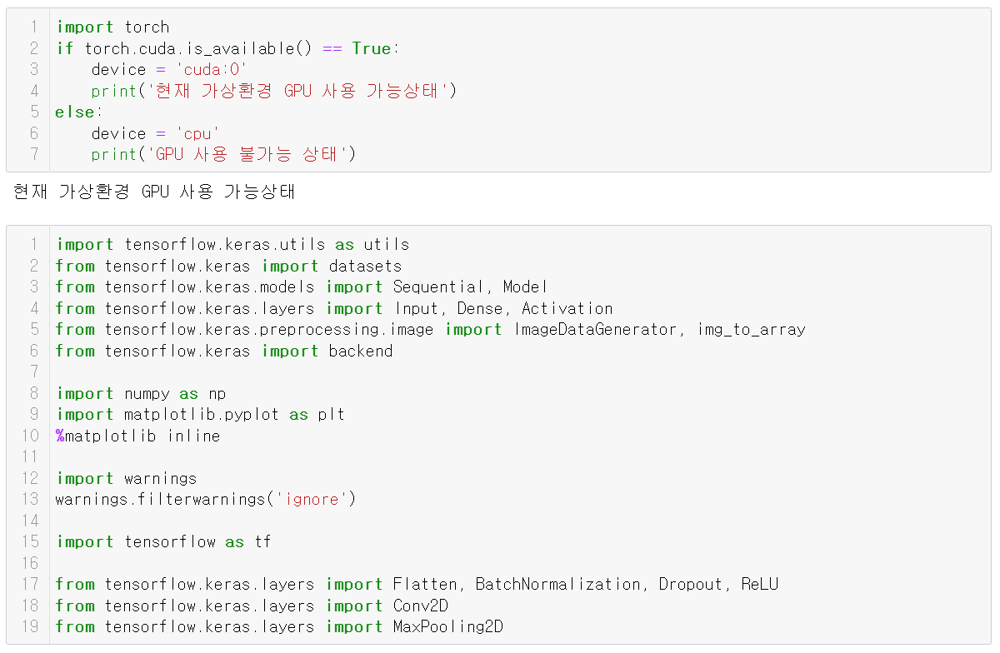 1 import torch
2 if torch.cuda.is_available() == True:
3     device = 'cuda:0'
4     print('현재 가상환경 GPU 사용 가능상태')
5 else:
6     device = 'cpu'
7     print('GPU 사용 불가능 상태')
현재 가상환경 GPU 사용 가능상태
1 import tensorflow.keras.utils as utils
2 from tensorflow.keras import datasets
3 from tensorflow.keras.models import Sequential, Model
4 from tensorflow.keras.layers import Input, Dense, Activation
5 from tensorflow.keras.preprocessing.image import ImageDataGenerator, img_to_array
6 from tensorflow.keras import backend
7
8 import numpy as np
9 import matplotlib.pyplot as plt
10 %matplotlib inline
11
12 import warnings
13 warnings.filterwarnings('ignore')
14
15 import tensorflow as tf
16
17 from tensorflow.keras.layers import Flatten, BatchNormalization, Dropout, ReLU
18 from tensorflow.keras.layers import Conv2D
19 from tensorflow.keras.layers import MaxPooling2D